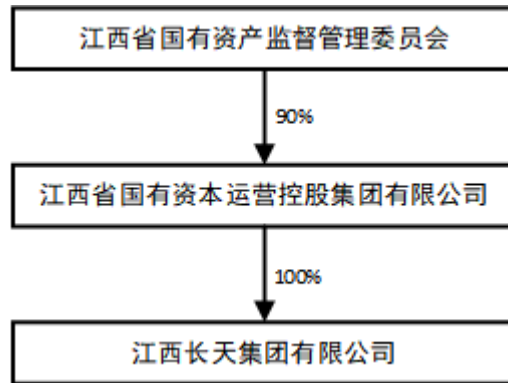 江西省国有资产监督管理委员会
90%
江西省国有资本运营控股集团有限公司
100%
江西长天集团有限公司